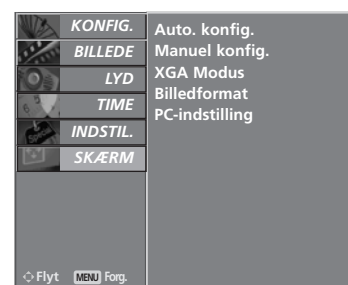 KONFIG.
BILLEDE
LYD
TIME
INDSTIL.
SKÆRM
Auto. konfig.
Manuel konfig.
XGA Modus
Billedformat
PC-indstilling
Flyt MENU Forg.